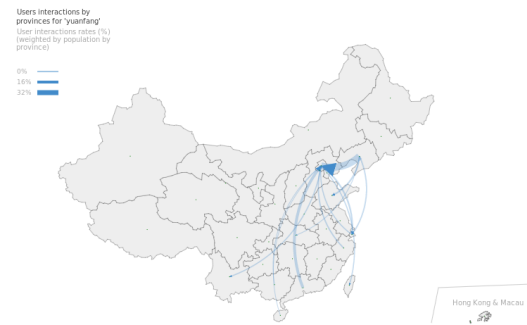 Users interactions by
provinces for 'yuanfang'
User interactions rates (%)
(weighted by population by
province)
0%
16%
32%
Hong Kong & Macau